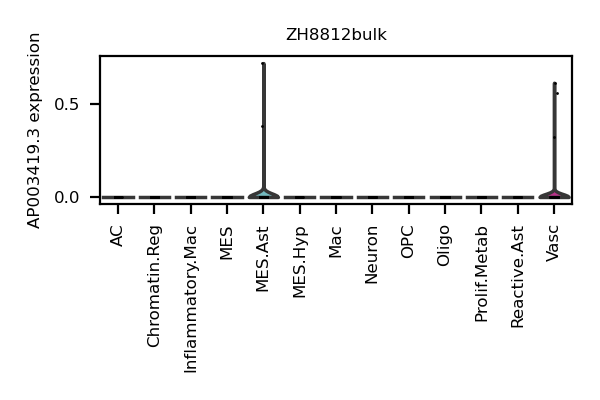 ZH8812bulk
AP003419.3 expression
0.5
0.0
AC
Chromatin.Reg
Inflammatory.Mac
MES
MES.Ast
MES.Hyp
Mac
Neuron
OPC
Oligo
Prolif.Metab
Reactive.Ast
Vasc